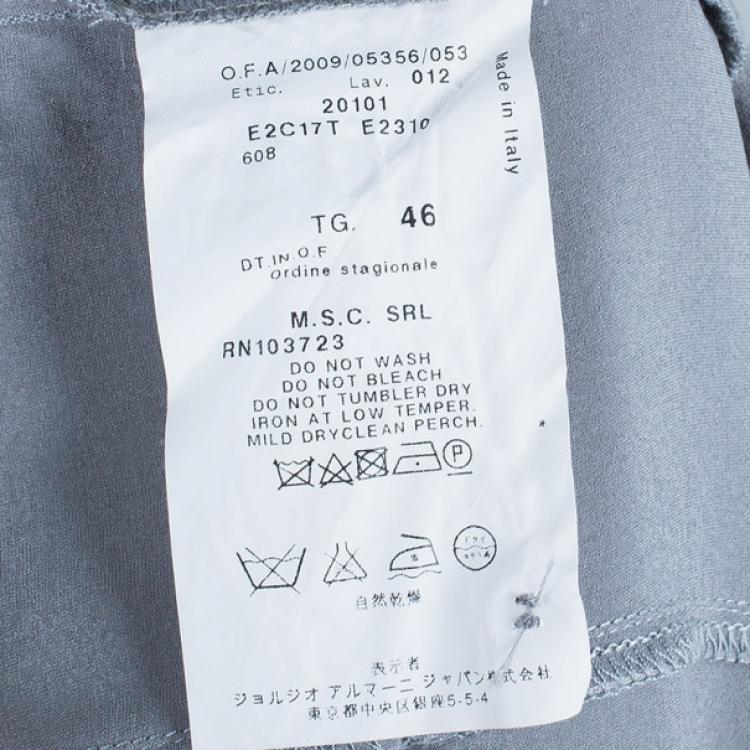 O.F.A/2009/05356/053
Etic. Lav. 012
20101
E2C17T E2310
608
Made in Italy
TG. 46
DT.IN.O.F
Ordine stagionale
M.S.C. SRL
RN103723
DO NOT WASH
DO NOT BLEACH
DO NOT TUMBLER DRY
IRON AT LOW TEMPER.
MILD DRYCLEAN PERCH.
P
ドライ
自然乾燥
表示者
ジョルジオ アルマーニ ジャパン株式会社
東京都中央区銀座5-5-4